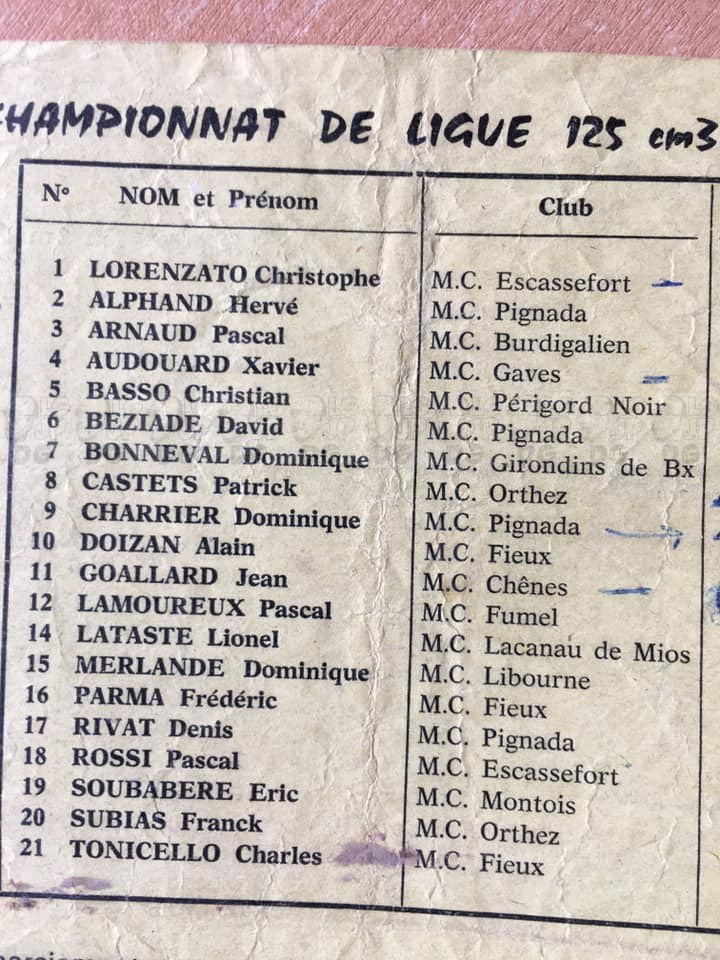 CHAMPIONNAT DE LIGUE 125 cm3
N° NOM et Prénom Club
1 LORENZATO Christophe M.C. Escassefort
2 ALPHAND Hervé M.C. Pignada
3 ARNAUD Pascal M.C. Burdigalien
4 AUDOUARD Xavier M.C. Gaves
5 BASSO Christian M.C. Périgord Noir
6 BEZIADE David M.C. Pignada
7 BONNEVAL Dominique M.C. Girondins de Bx
8 CASTETS Patrick M.C. Orthez
9 CHARRIER Dominique M.C. Pignada
10 DOIZAN Alain M.C. Fieux
11 GOALLARD Jean M.C. Chênes
12 LAMOUREUX Pascal M.C. Fumel
14 LATASTE Lionel M.C. Lacanau de Mios
15 MERLANDE Dominique M.C. Libourne
16 PARMA Frédéric M.C. Fieux
17 RIVAT Denis M.C. Pignada
18 ROSSI Pascal M.C. Escassefort
19 SOUBABERE Eric M.C. Montois
20 SUBIAS Franck M.C. Orthez
21 TONICELLO Charles M.C. Fieux